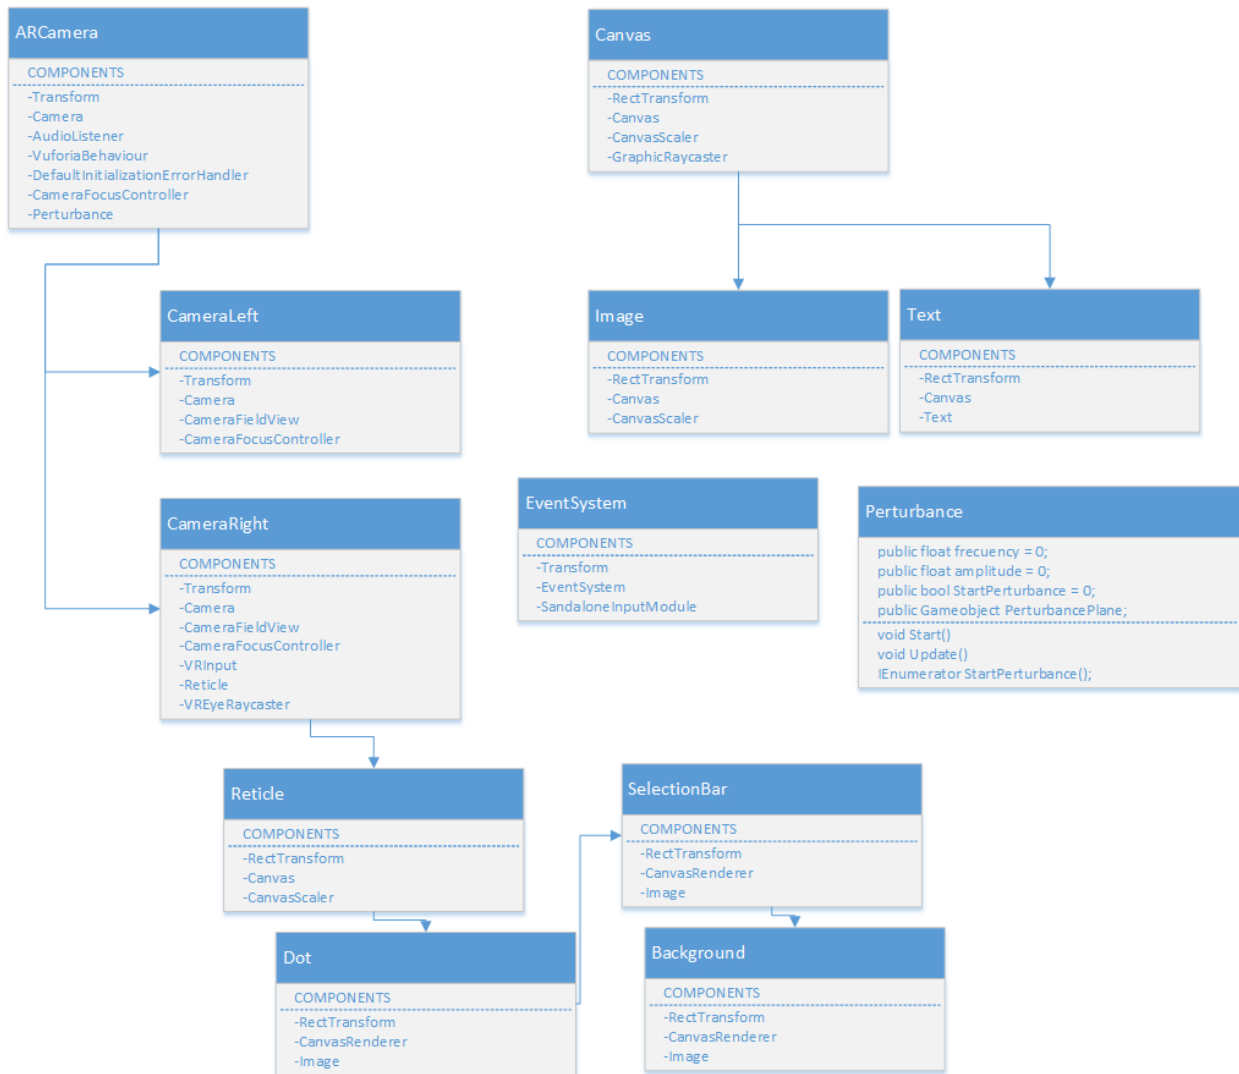 ARCamera
COMPONENTS
-Transform
-Camera
-AudioListener
-VuforiaBehaviour
-DefaultInitializationErrorHandler
-CameraFocusController
-Perturbance
Canvas
COMPONENTS
-RectTransform
-Canvas
-CanvasScaler
-GraphicRaycaster
CameraLeft
COMPONENTS
-Transform
-Camera
-CameraFieldView
-CameraFocusController
Image
COMPONENTS
-RectTransform
-Canvas
-CanvasScaler
Text
COMPONENTS
-RectTransform
-Canvas
-Text
CameraRight
COMPONENTS
-Transform
-Camera
-CameraFieldView
-CameraFocusController
-VRInput
-Reticle
-VREyeRaycaster
EventSystem
COMPONENTS
-Transform
-EventSystem
-SandaloneInputModule
Perturbance
public float frecuency = 0;
public float amplitude = 0;
public bool StartPerturbance = 0;
public Gameobject PerturbancePlane;
void Start()
void Update()
IEnumerator StartPerturbance();
Reticle
COMPONENTS
-RectTransform
-Canvas
-CanvasScaler
SelectionBar
COMPONENTS
-RectTransform
-CanvasRenderer
-Image
Dot
COMPONENTS
-RectTransform
-CanvasRenderer
-Image
Background
COMPONENTS
-RectTransform
-CanvasRenderer
-Image